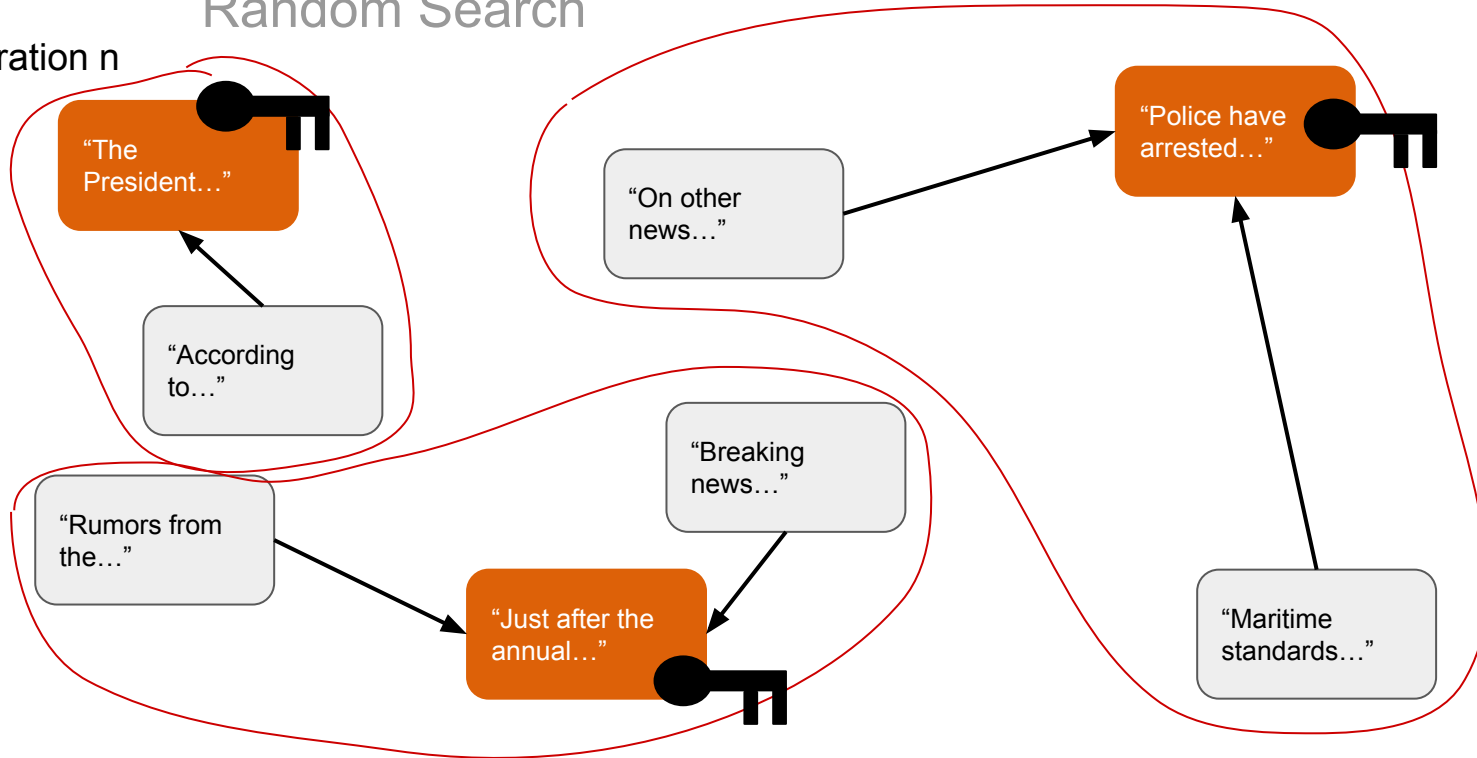 Random Search
ration n
“The
President…”
“Police have
arrested…”
“On other
news…”
“According
to…”
“Breaking
news…”
“Rumors from
the…”
“Just after the
annual…”
“Maritime
standards…”